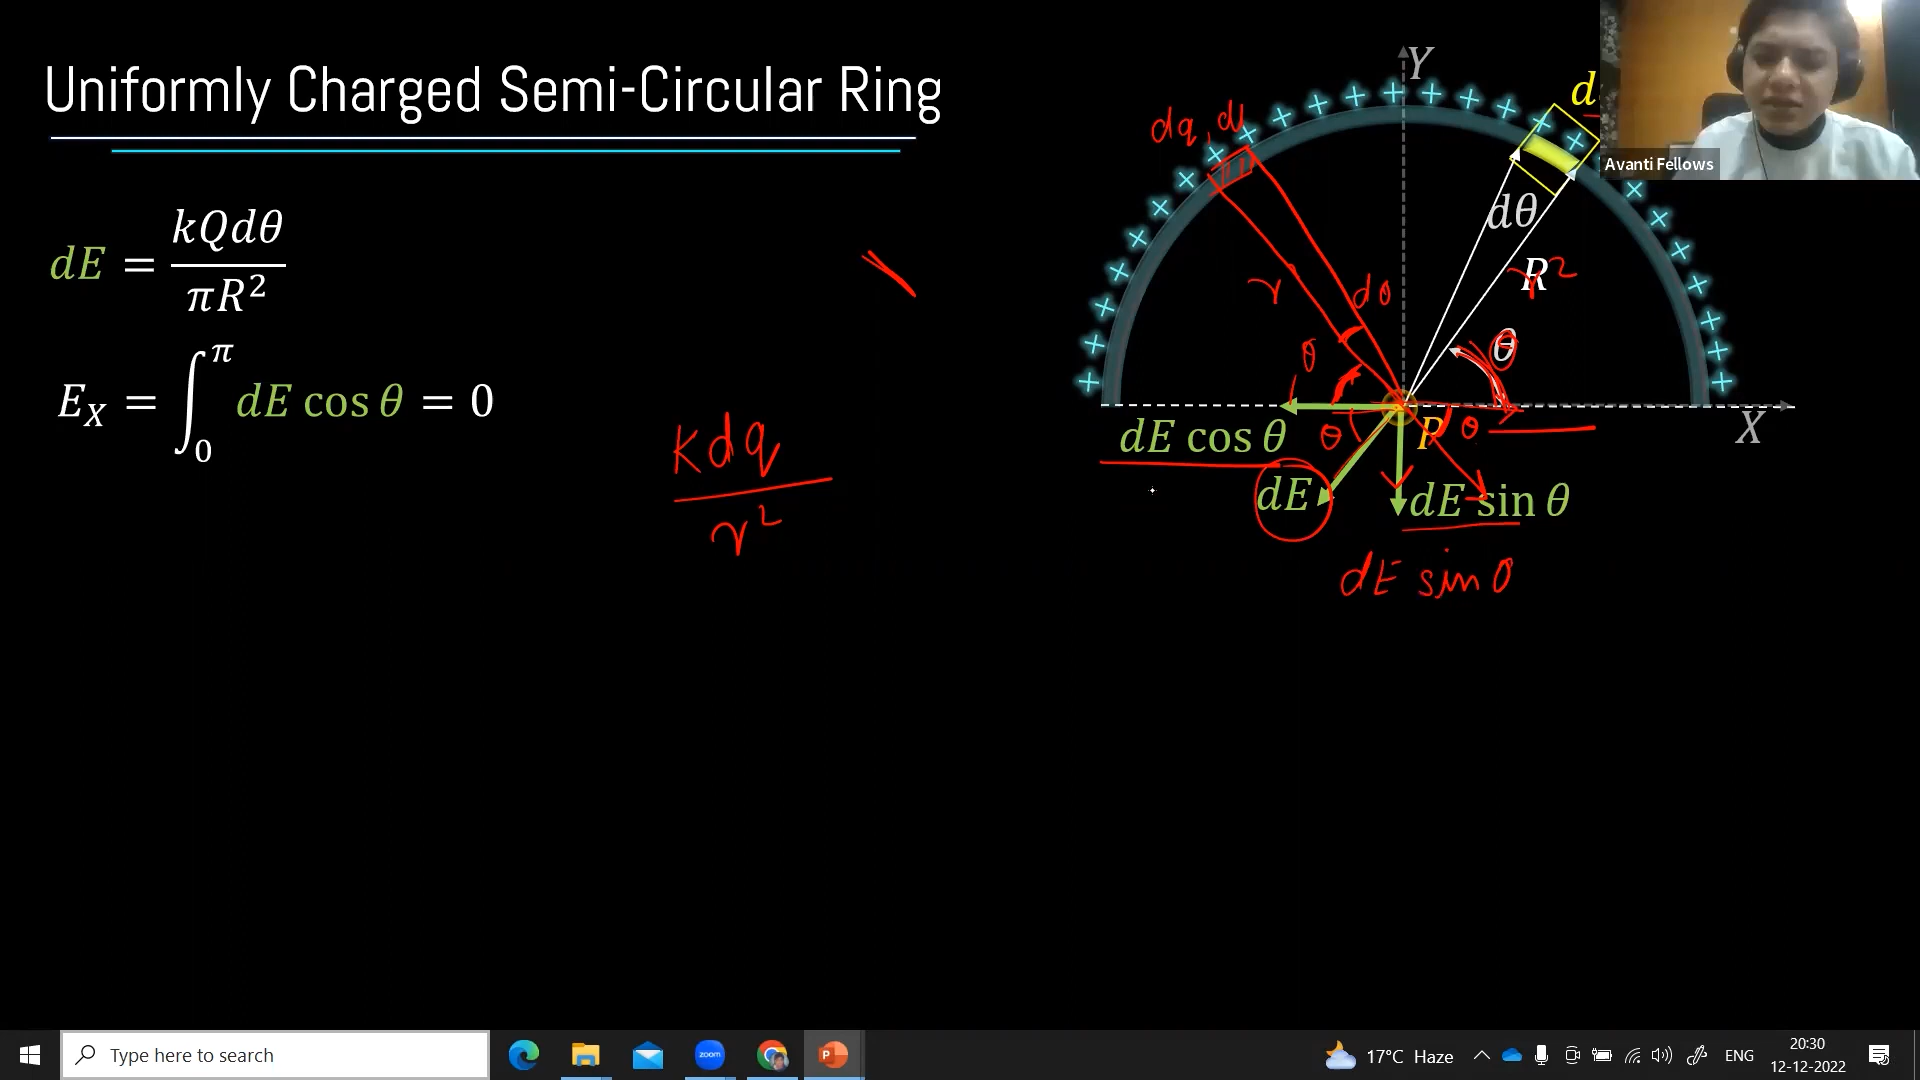 Uniformly Charged Semi-Circular Ring
dE = kQdθ / πR²
E_X = ∫₀^π dE cos θ = 0
kdq
r²
Y
dq, dl
dθ
R
r²
r
dθ
θ
θ
θ
θ
P
θ
X
dE cos θ
dE
dE sin θ
dE sin θ
Avanti Fellows
Type here to search
zoom
17°C Haze
ENG
20:30
12-12-2022